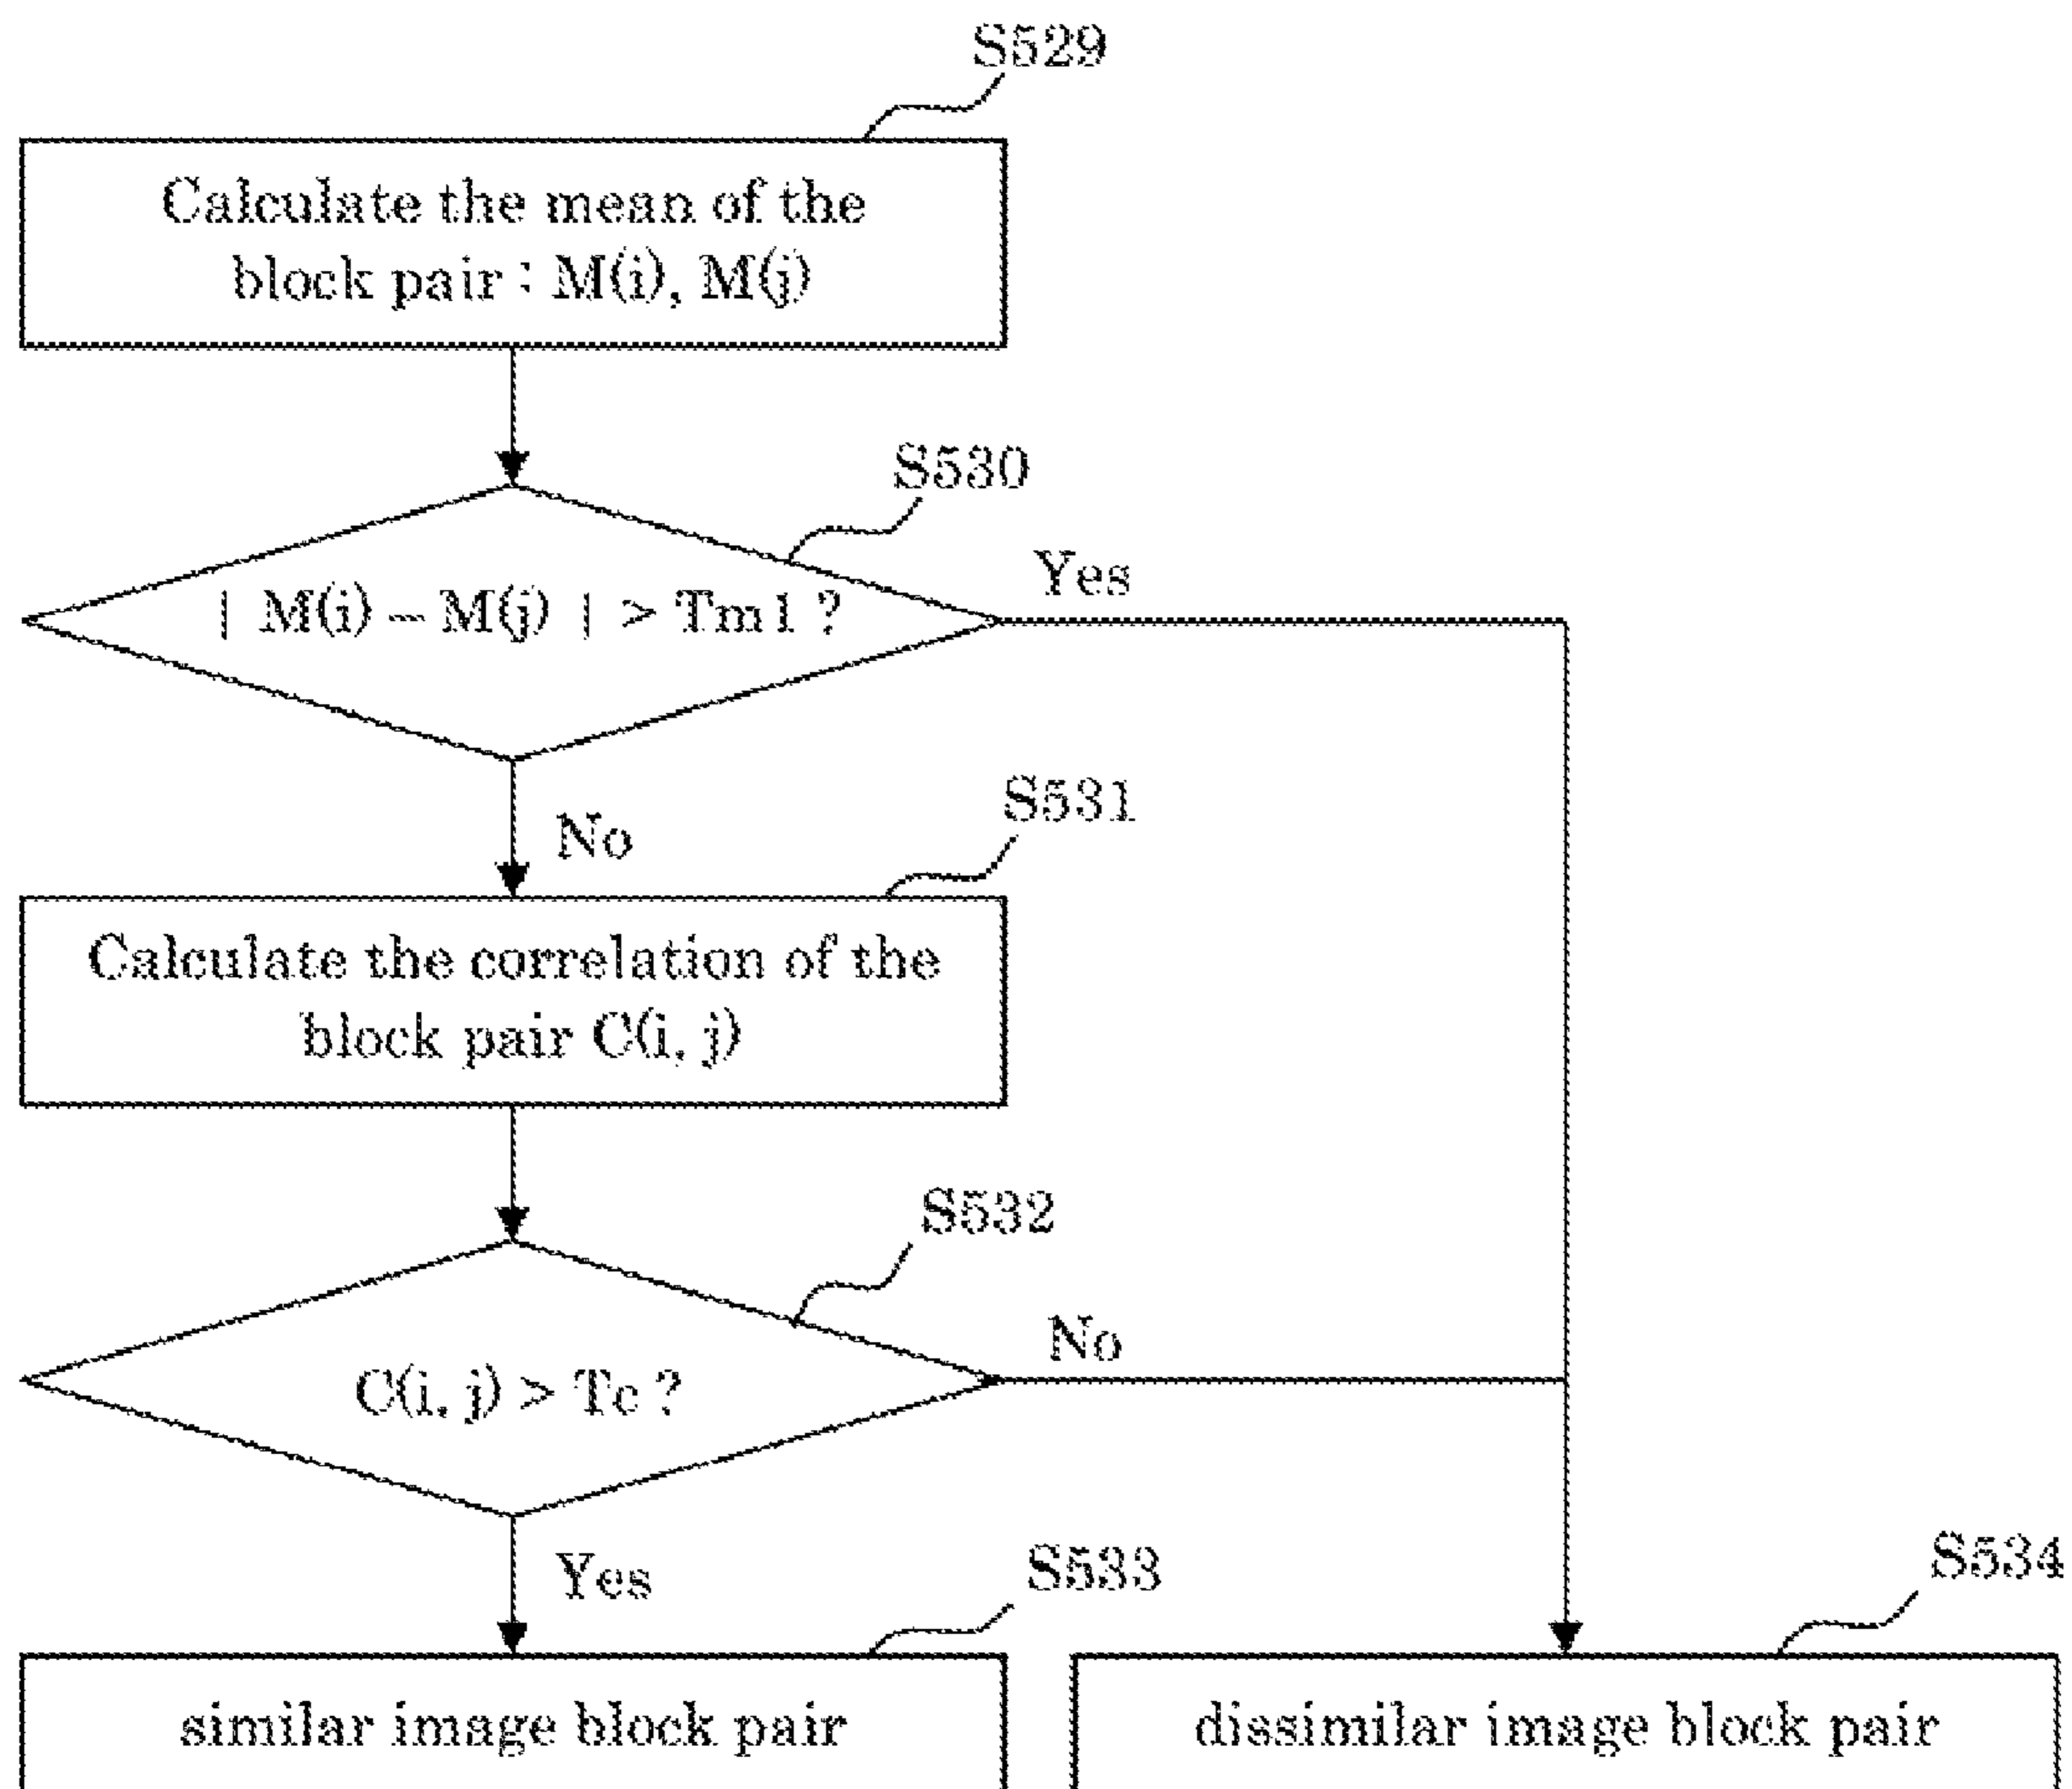 S529
Calculate the mean of the
block pair : M(i), M(j)
S530
| M(i) – M(j) | > Tm1 ?
Yes
No
S531
Calculate the correlation of the
block pair C(i, j)
S532
C(i, j) > Tc ?
No
Yes
S533
similar image block pair
S534
dissimilar image block pair